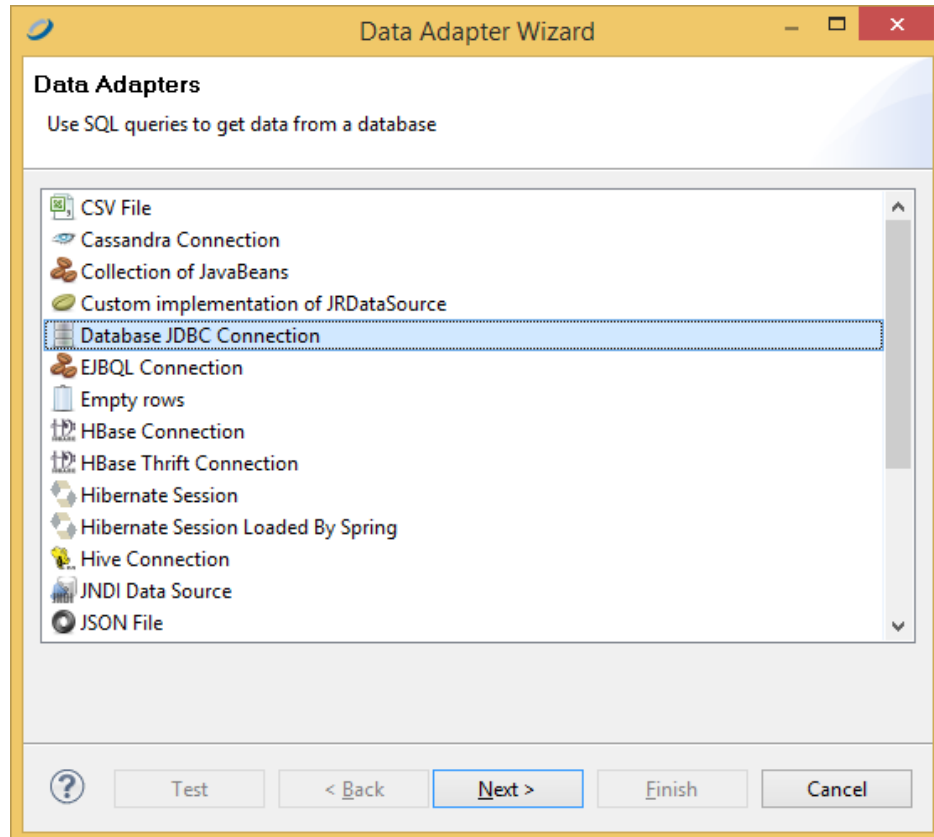 Data Adapter Wizard
Data Adapters
Use SQL queries to get data from a database
CSV File
Cassandra Connection
Collection of JavaBeans
Custom implementation of JRDataSource
Database JDBC Connection
EJBQL Connection
Empty rows
HBase Connection
HBase Thrift Connection
Hibernate Session
Hibernate Session Loaded By Spring
Hive Connection
JNDI Data Source
JSON File
? Test < Back Next > Finish Cancel